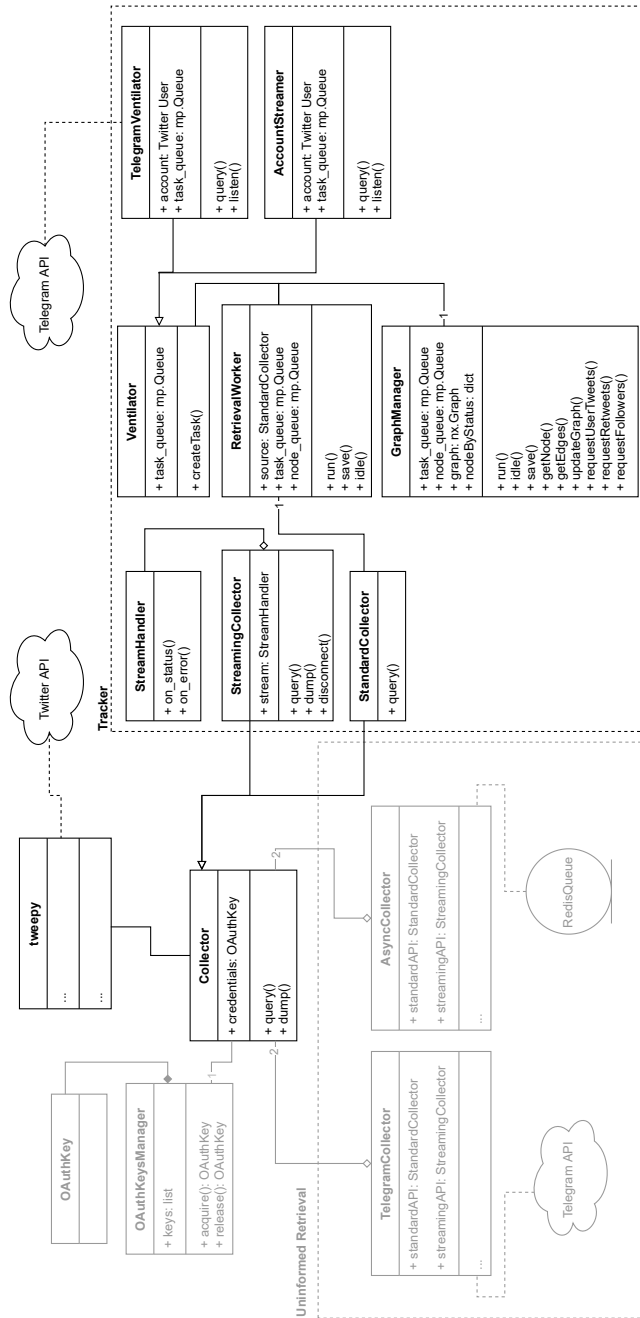 OAuthKey
OAuthKeysManager
+ keys: list
+ acquire(): OAuthKey
+ release(): OAuthKey
1
tweepy
...
...
Twitter API
Telegram API
Collector
+ credentials: OAuthKey
+ query()
+ dump()
2
2
Uninformed Retrieval
TelegramCollector
+ standardAPI: StandardCollector
+ streamingAPI: StreamingCollector
...
Telegram API
AsyncCollector
+ standardAPI: StandardCollector
+ streamingAPI: StreamingCollector
...
RedisQueue
Tracker
StreamHandler
+ on_status()
+ on_error()
StreamingCollector
+ stream: StreamHandler
+ query()
+ dump()
+ disconnect()
StandardCollector
+ query()
Ventilator
+ task_queue: mp.Queue
+ createTask()
RetrievalWorker
+ source: StandardCollector
+ task_queue: mp.Queue
+ node_queue: mp.Queue
+ run()
+ save()
+ idle()
1
GraphManager
+ task_queue: mp.Queue
+ node_queue: mp.Queue
+ graph: nx.Graph
+ nodeByStatus: dict
+ run()
+ idle()
+ save()
+ getNode()
+ getEdges()
+ updateGraph()
+ requestUserTweets()
+ requestRetweets()
+ requestFollowers()
1
TelegramVentilator
+ account: Twitter User
+ task_queue: mp.Queue
+ query()
+ listen()
AccountStreamer
+ account: Twitter User
+ task_queue: mp.Queue
+ query()
+ listen()